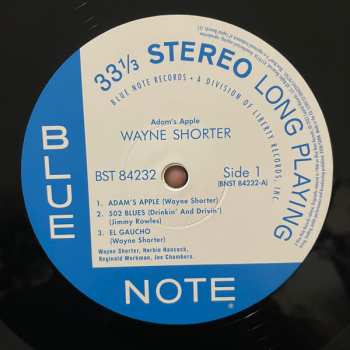 33 1/3 STEREO LONG PLAYING
BLUE NOTE RECORDS • A DIVISION OF LIBERTY RECORDS, INC.
Adam's Apple
WAYNE SHORTER
BST 84232
Side 1
(BNST 84232-A)
1. ADAM'S APPLE (Wayne Shorter)
2. 502 BLUES (Drinkin' And Drivin')
(Jimmy Rowles)
3. EL GAUCHO
(Wayne Shorter)
Wayne Shorter, Herbie Hancock,
Reginald Workman, Joe Chambers.
BLUE
NOTE®